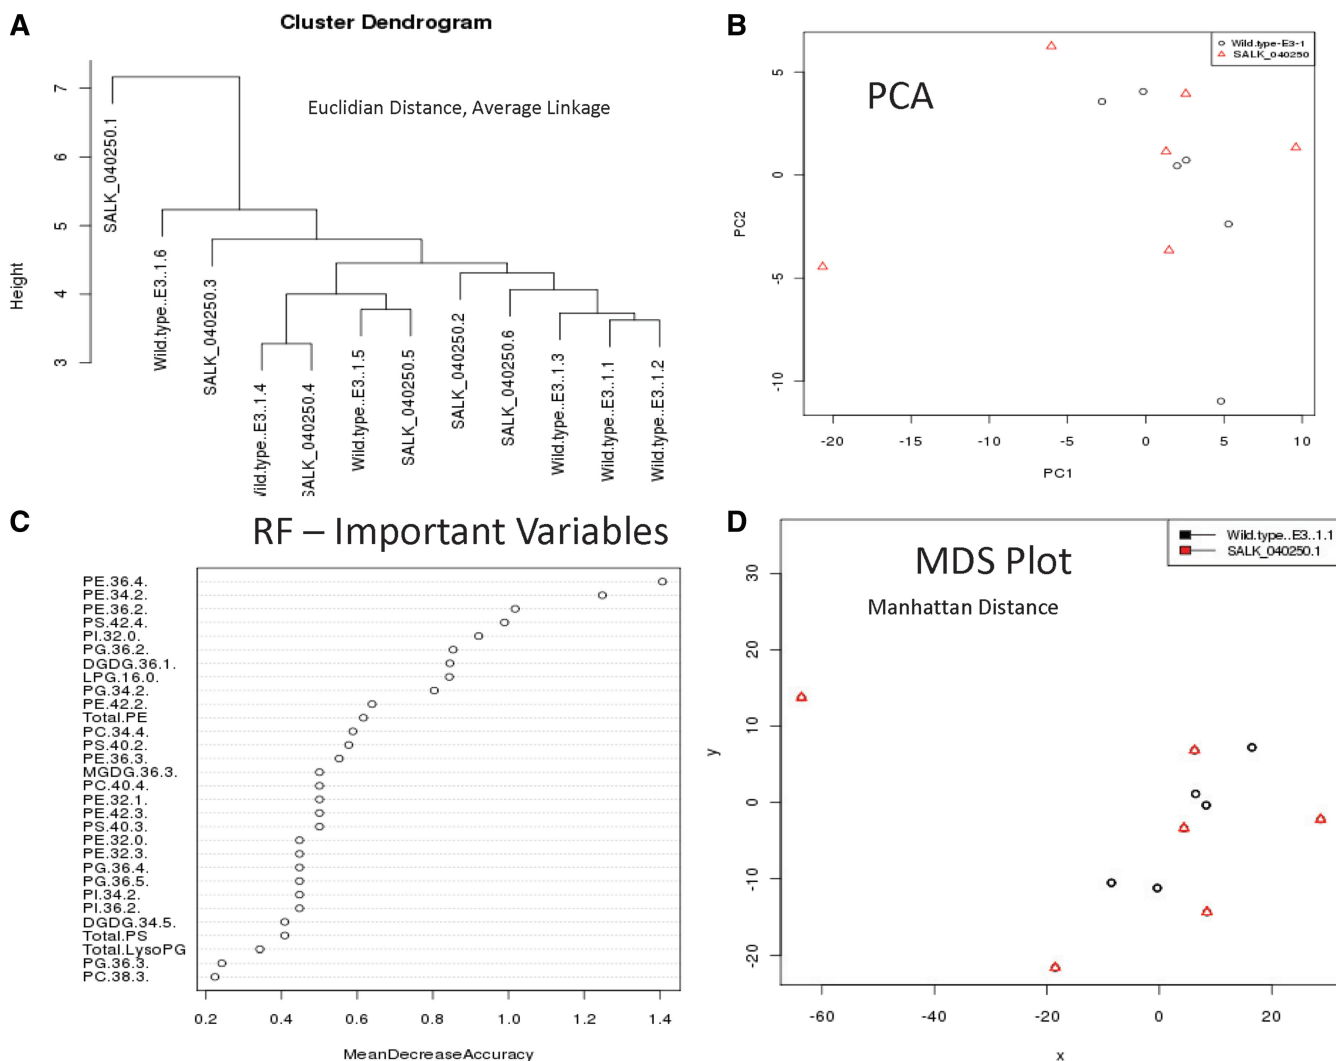 A
Cluster Dendrogram
Euclidian Distance, Average Linkage
Height
7
6
5
4
3
SALK_040250.1
Wild.type..E3..1.6
SALK_040250.3
Wild.type..E3..1.4
SALK_040250.4
Wild.type..E3..1.5
SALK_040250.5
SALK_040250.2
SALK_040250.6
Wild.type..E3..1.3
Wild.type..E3..1.1
Wild.type..E3..1.2
B
PCA
Wild.type-E3-1
SALK_040250
PC2
5
0
-5
-10
-20
-15
-10
-5
0
5
10
PC1
C
RF – Important Variables
PE.36.4.
PE.34.2.
PE.36.2.
PS.42.4.
PI.32.0.
PG.36.2.
DGDG.36.1.
LPG.16.0.
PG.34.2.
PE.42.2.
Total.PE
PC.34.4.
PS.40.2.
PE.36.3.
MGDG.36.3.
PC.40.4.
PE.32.1.
PE.42.3.
PS.40.3.
PE.32.0.
PE.32.3.
PG.36.4.
PG.36.5.
PI.34.2.
PI.36.2.
DGDG.34.5.
Total.PS
Total.LysoPG
PG.36.3.
PC.38.3.
0.2
0.4
0.6
0.8
1.0
1.2
1.4
MeanDecreaseAccuracy
D
MDS Plot
Manhattan Distance
Wild.type..E3..1.1
SALK_040250.1
y
30
20
10
0
-10
-20
-60
-40
-20
0
20
x